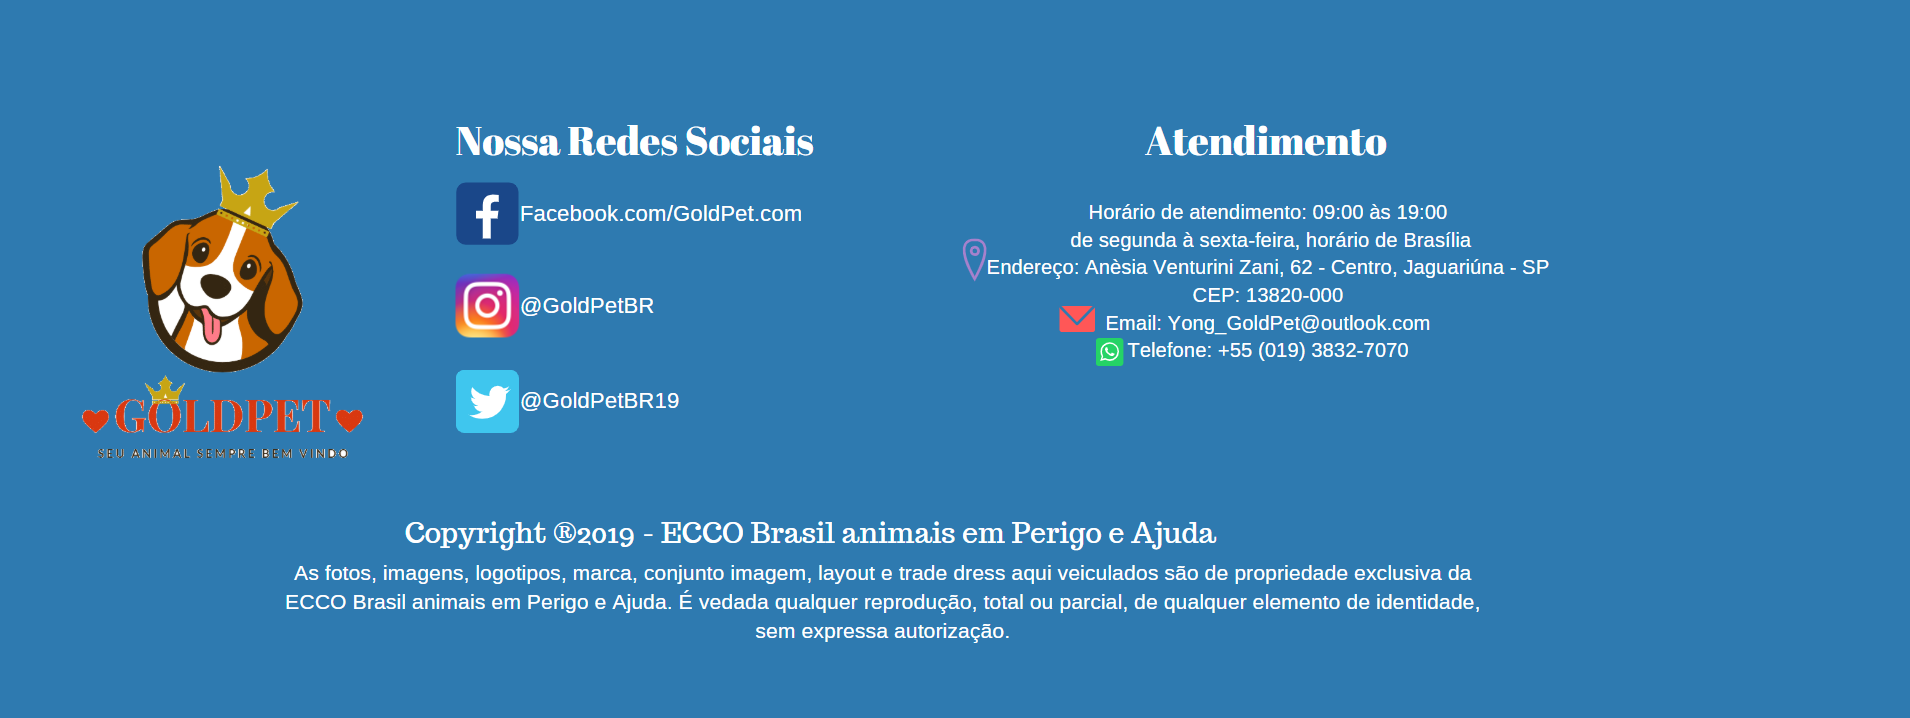 GOLDPET
SEU ANIMAL SEMPRE BEM VINDO
Nossa Redes Sociais
Facebook.com/GoldPet.com
@GoldPetBR
@GoldPetBR19
Atendimento
Horário de atendimento: 09:00 às 19:00
de segunda à sexta-feira, horário de Brasília
Endereço: Anèsia Venturini Zani, 62 - Centro, Jaguariúna - SP
CEP: 13820-000
Email: Yong_GoldPet@outlook.com
Telefone: +55 (019) 3832-7070
Copyright ®2019 - ECCO Brasil animais em Perigo e Ajuda
As fotos, imagens, logotipos, marca, conjunto imagem, layout e trade dress aqui veiculados são de propriedade exclusiva da
ECCO Brasil animais em Perigo e Ajuda. É vedada qualquer reprodução, total ou parcial, de qualquer elemento de identidade,
sem expressa autorização.